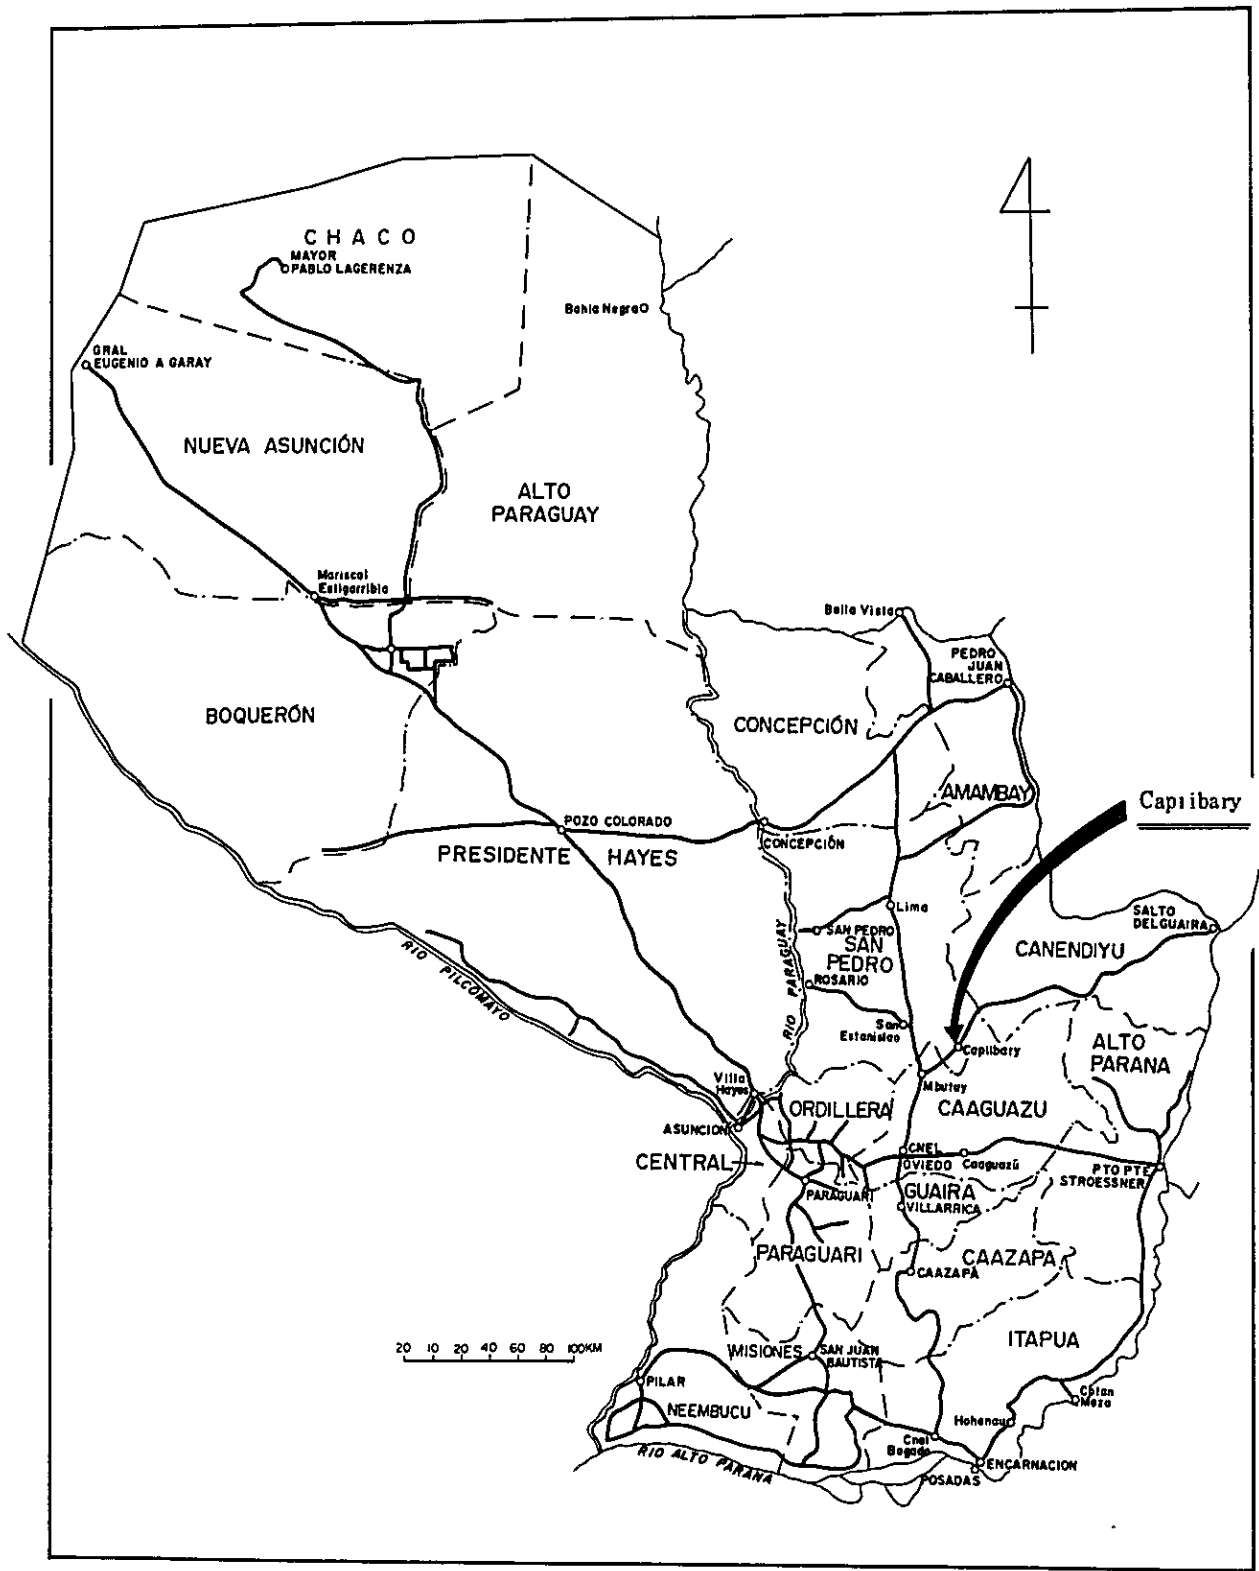 CHACO
MAYOR
PABLO LAGERENZA
Bahia Negra
GRAL
EUGENIO A GARAY
NUEVA ASUNCIÓN
ALTO
PARAGUAY
Mariscal
Estigarribia
Bella Vista
PEDRO
JUAN
CABALLERO
BOQUERÓN
CONCEPCIÓN
AMAMBAY
Capiibary
POZO COLORADO
CONCEPCIÓN
PRESIDENTE HAYES
Lima
SALTO
DELGUAIRA
SAN PEDRO
SAN
PEDRO
CANENDIYU
RIO PILCOMAYO
RIO PARAGUAY
ROSARIO
San
Estanislao
Capiibary
ALTO
PARANA
Mbutuy
Villa
Hayes
ORDILLERA
CAAGUAZU
ASUNCION
CENTRAL
CNEL
OVIEDO
Caaguazú
PTO PTE
STROESSNER
PARAGUARI
GUAIRA
VILLARRICA
PARAGUARI
CAAZAPA
CAAZAPÁ
ITAPUA
20 10 20 40 60 80 100KM
MISIONES
SAN JUAN
BAUTISTA
PILAR
NEEMBUCU
Cptan
Meza
Hohenau
Cnel
Bogado
ENCARNACION
POSADAS
RIO ALTO PARANA